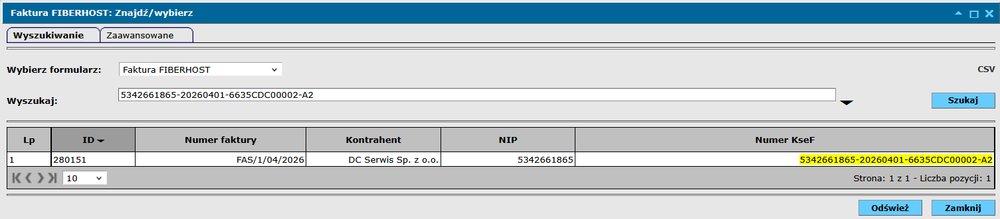 Faktura FIBERHOST: Znajdź/wybierz
Wyszukiwanie Zaawansowane
Wybierz formularz: Faktura FIBERHOST CSV
Wyszukaj: 5342661865-20260401-6635CDC00002-A2 Szukaj
Lp ID Numer faktury Kontrahent NIP Numer KseF
1 280151 FAS/1/04/2026 DC Serwis Sp. z o.o. 5342661865 5342661865-20260401-6635CDC00002-A2
10 Strona: 1 z 1 - Liczba pozycji: 1
Odśwież Zamknij